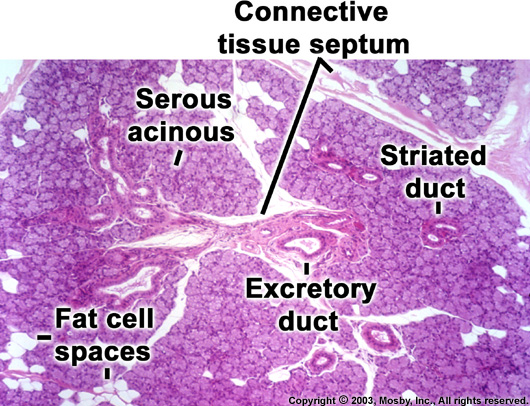 Connective
tissue septum
Serous
acinous
Striated
duct
Excretory
duct
Fat cell
spaces
Copyright © 2003, Mosby, Inc., All rights reserved.